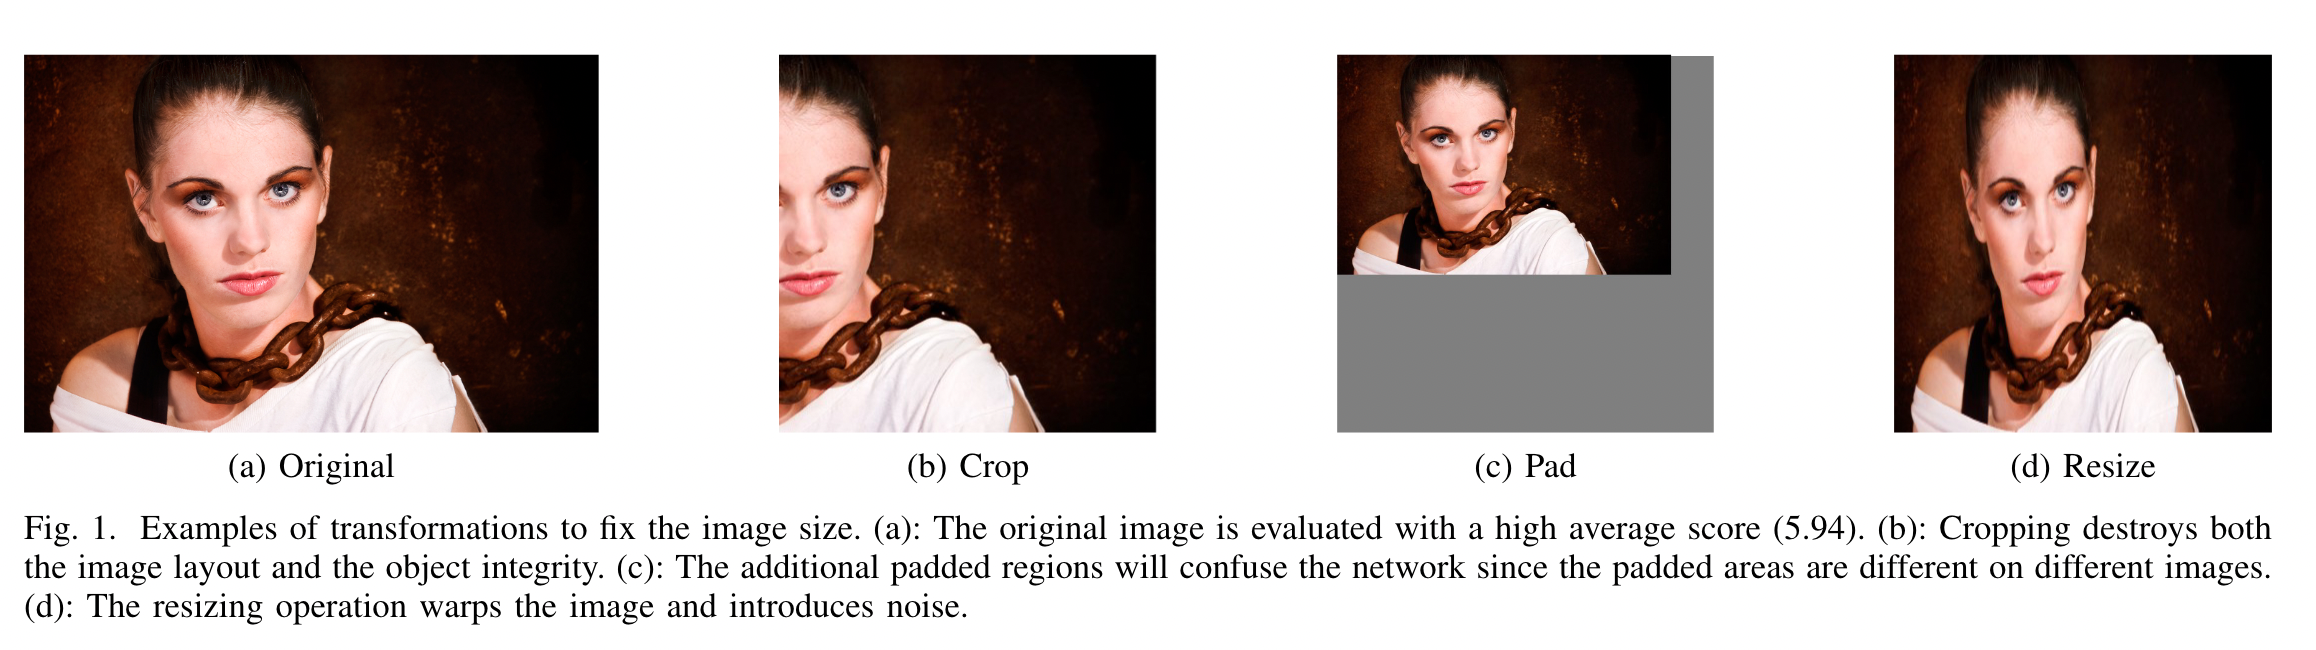 (a) Original
(b) Crop
(c) Pad
(d) Resize
Fig. 1. Examples of transformations to fix the image size. (a): The original image is evaluated with a high average score (5.94). (b): Cropping destroys both
the image layout and the object integrity. (c): The additional padded regions will confuse the network since the padded areas are different on different images.
(d): The resizing operation warps the image and introduces noise.